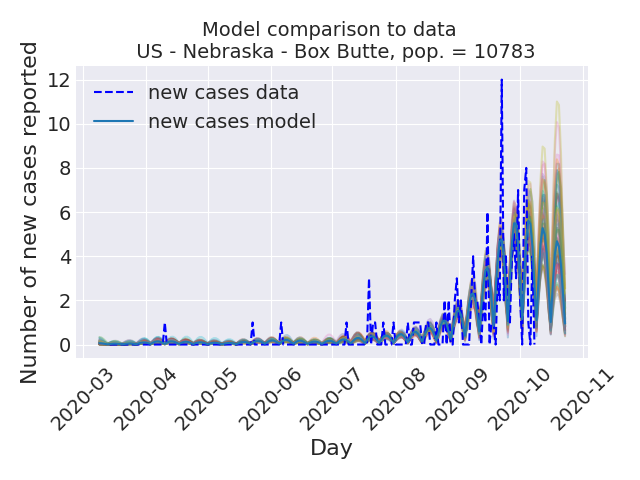 Model comparison to data
US - Nebraska - Box Butte, pop. = 10783
Number of new cases reported
12
10
8
6
4
2
0
new cases data
new cases model
2020-03
2020-04
2020-05
2020-06
2020-07
2020-08
2020-09
2020-10
2020-11
Day